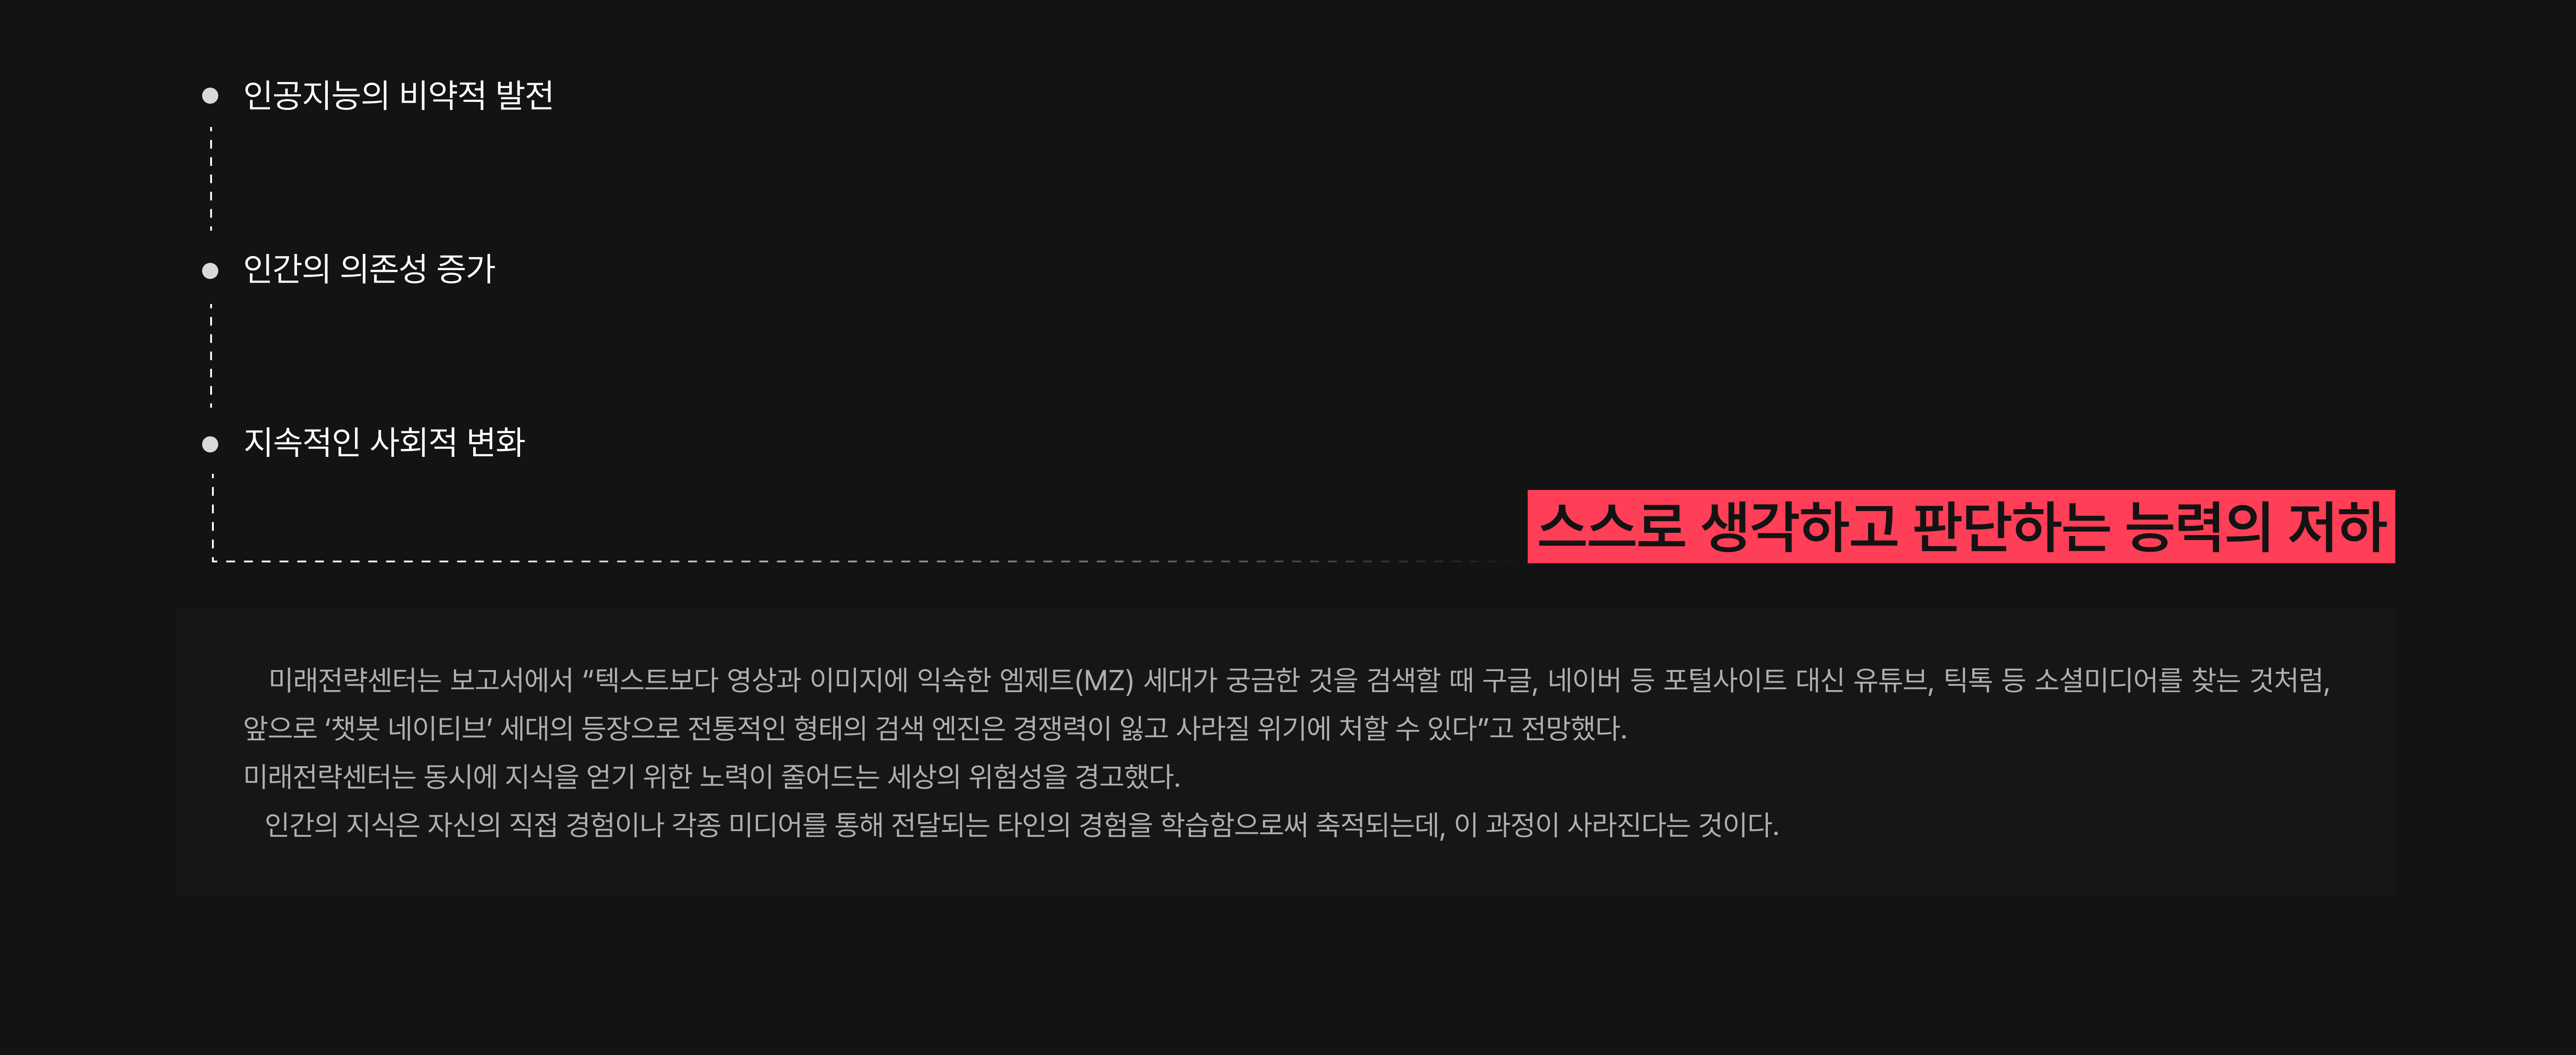 인공지능의 비약적 발전
인간의 의존성 증가
지속적인 사회적 변화
스스로 생각하고 판단하는 능력의 저하
미래전략센터는 보고서에서 “텍스트보다 영상과 이미지에 익숙한 엠제트(MZ) 세대가 궁금한 것을 검색할 때 구글, 네이버 등 포털사이트 대신 유튜브, 틱톡 등 소셜미디어를 찾는 것처럼,
앞으로 ‘챗봇 네이티브’ 세대의 등장으로 전통적인 형태의 검색 엔진은 경쟁력이 잃고 사라질 위기에 처할 수 있다”고 전망했다.
미래전략센터는 동시에 지식을 얻기 위한 노력이 줄어드는 세상의 위험성을 경고했다.
인간의 지식은 자신의 직접 경험이나 각종 미디어를 통해 전달되는 타인의 경험을 학습함으로써 축적되는데, 이 과정이 사라진다는 것이다.